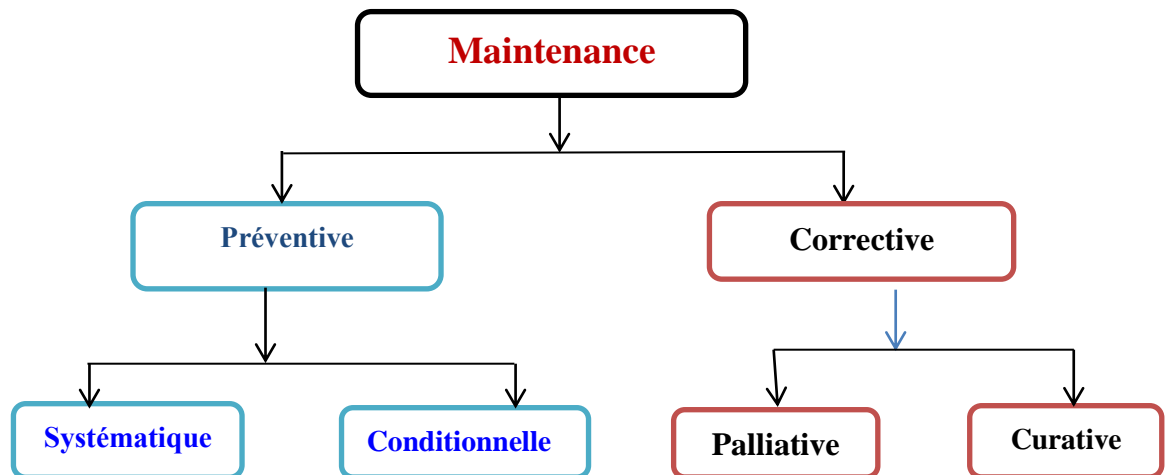 Maintenance
Préventive
Corrective
Systématique
Conditionnelle
Palliative
Curative